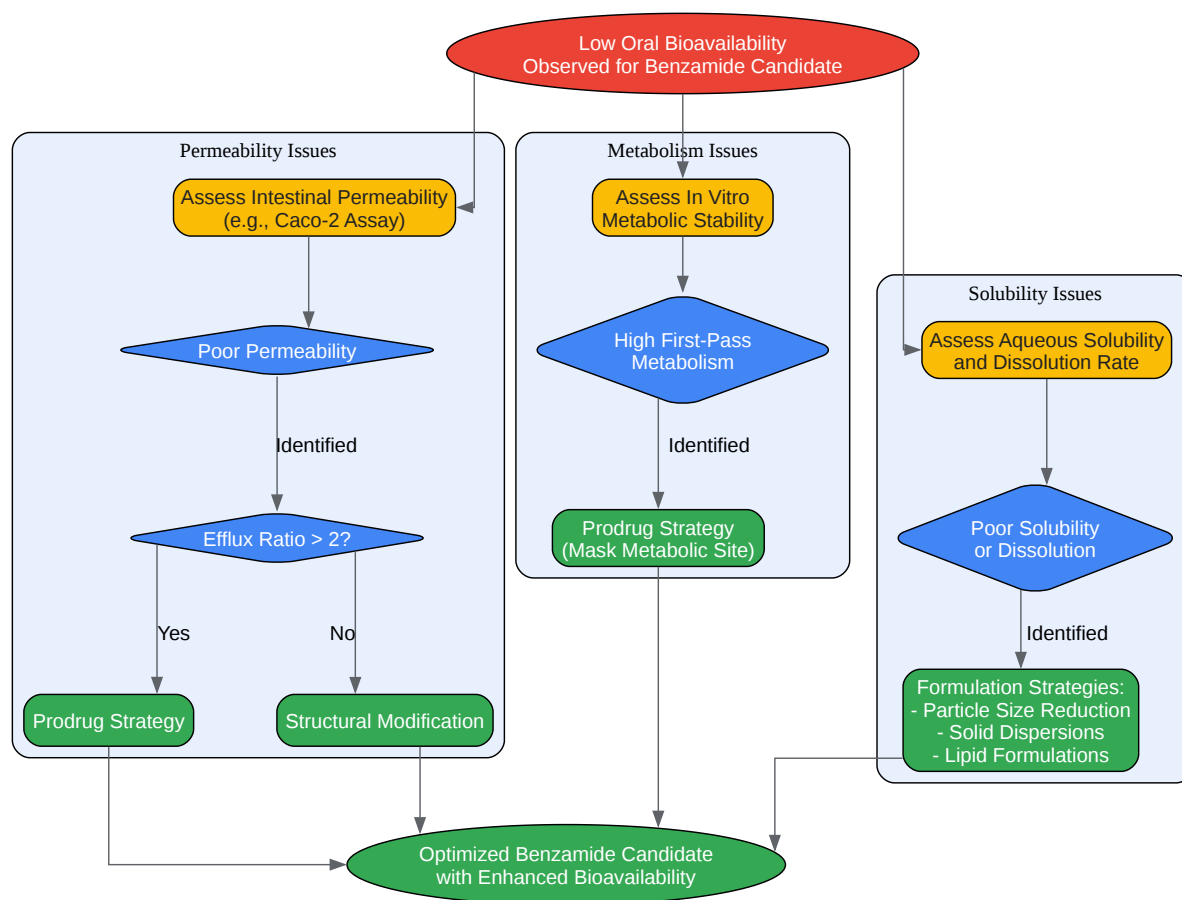 Low Oral Bioavailability
Observed for Benzamide Candidate
Permeability Issues
Assess Intestinal Permeability
(e.g., Caco-2 Assay)
Poor Permeability
Identified
Efflux Ratio > 2?
Yes
No
Prodrug Strategy
Structural Modification
Metabolism Issues
Assess In Vitro
Metabolic Stability
High First-Pass
Metabolism
Identified
Prodrug Strategy
(Mask Metabolic Site)
Solubility Issues
Assess Aqueous Solubility
and Dissolution Rate
Poor Solubility
or Dissolution
Identified
Formulation Strategies:
- Particle Size Reduction
- Solid Dispersions
- Lipid Formulations
Optimized Benzamide Candidate
with Enhanced Bioavailability